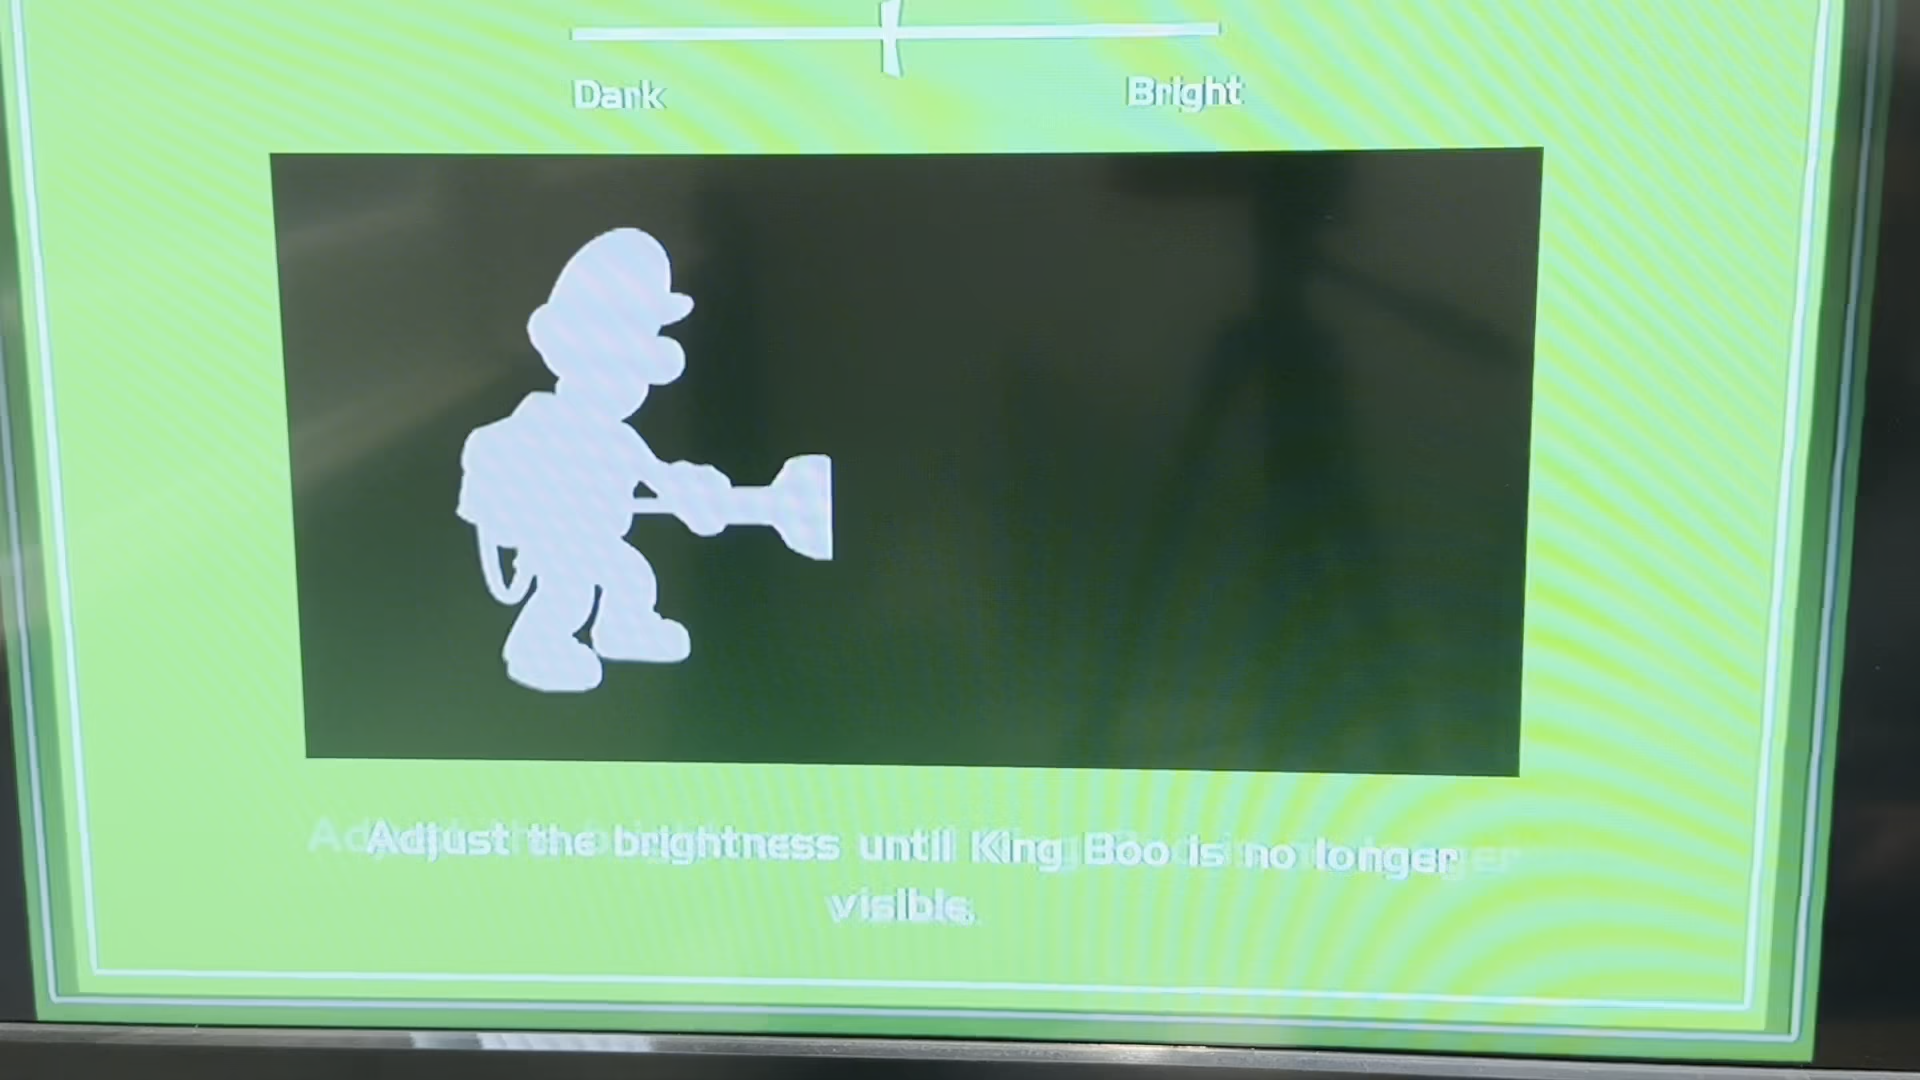 Dark
Bright
Adjust the brightness until King Boo is no longer
visible.